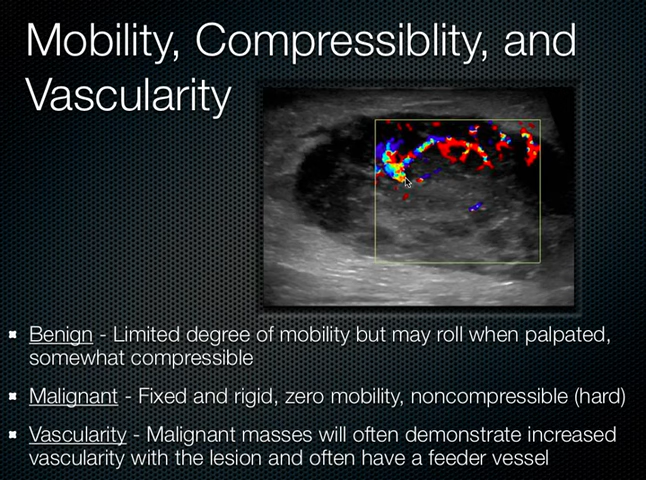 Mobility, Compressiblity, and
Vascularity
Benign - Limited degree of mobility but may roll when palpated,
somewhat compressible
Malignant - Fixed and rigid, zero mobility, noncompressible (hard)
Vascularity - Malignant masses will often demonstrate increased
vascularity with the lesion and often have a feeder vessel